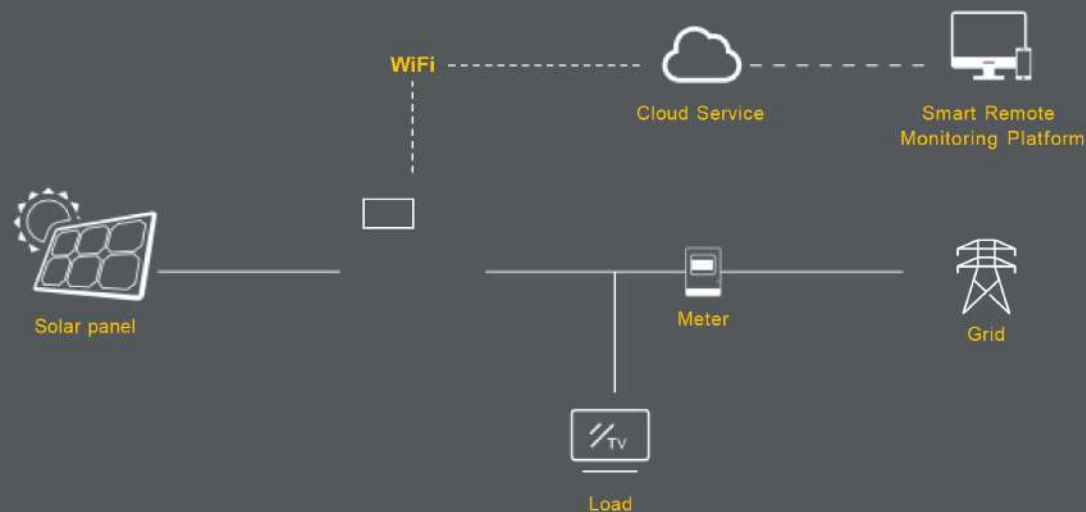 WiFi
Cloud Service
Smart Remote
Monitoring Platform
Solar panel
Meter
Grid
TV
Load